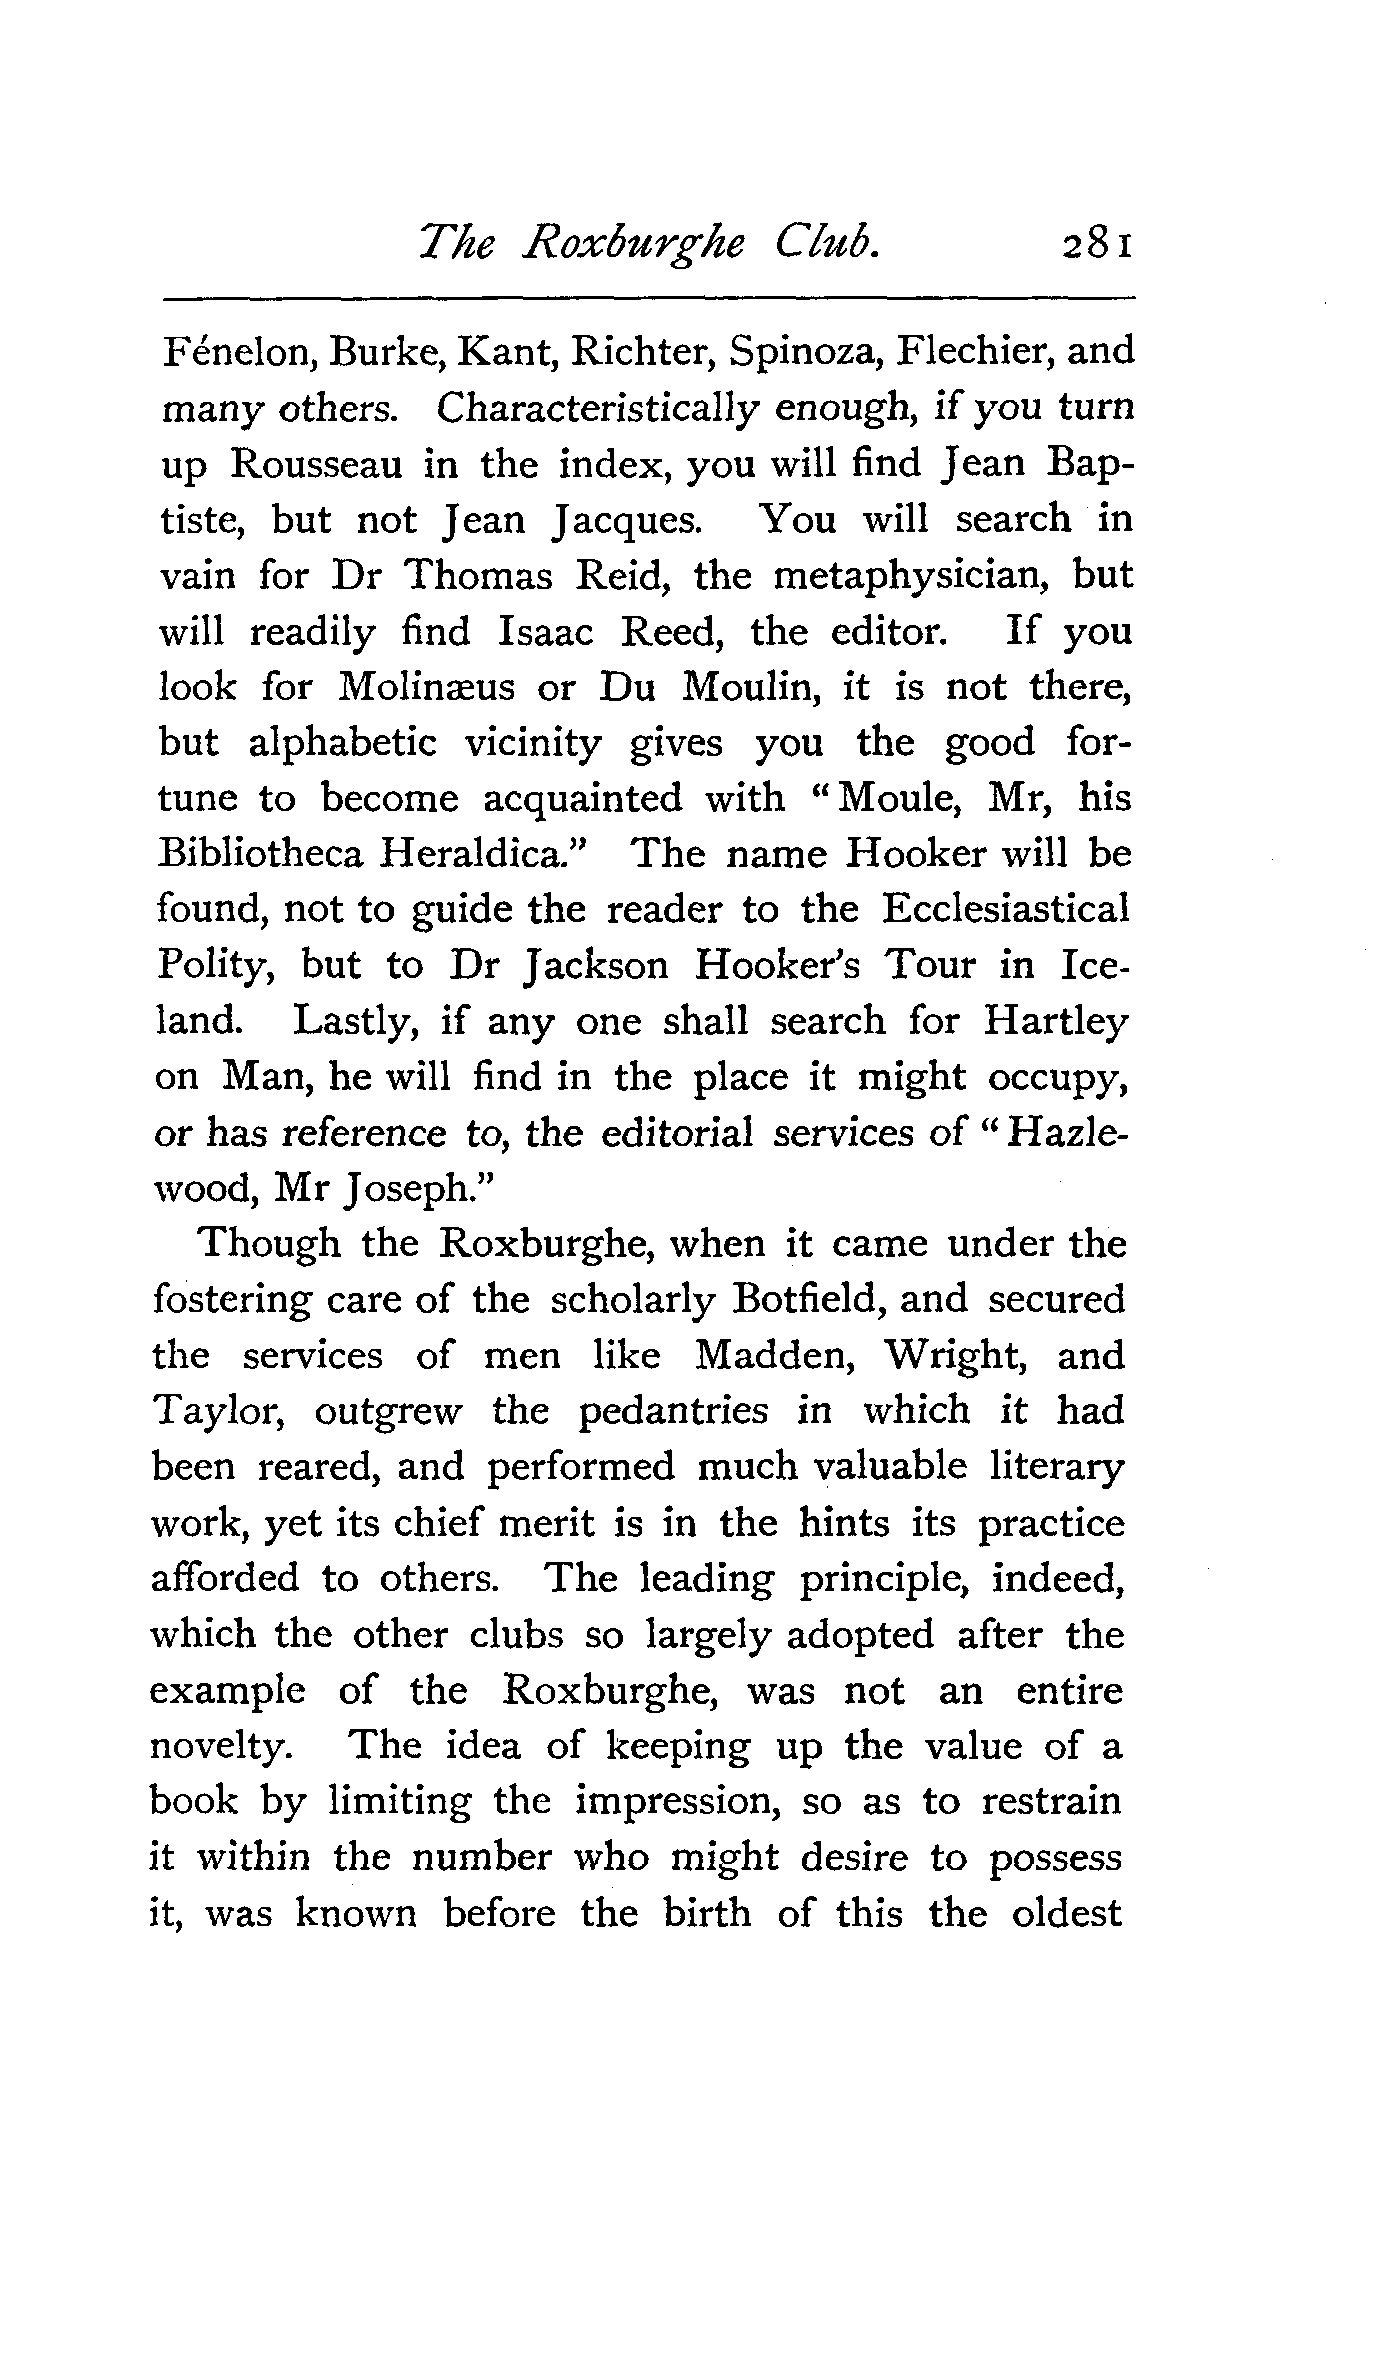 The Roxburghe Club. 281
Fénelon, Burke, Kant, Richter, Spinoza, Flechier, and
many others. Characteristically enough, if you turn
up Rousseau in the index, you will find Jean Bap-
tiste, but not Jean Jacques. You will search in
vain for Dr Thomas Reid, the metaphysician, but
will readily find Isaac Reed, the editor. If you
look for Molinæus or Du Moulin, it is not there,
but alphabetic vicinity gives you the good for-
tune to become acquainted with “Moule, Mr, his
Bibliotheca Heraldica.” The name Hooker will be
found, not to guide the reader to the Ecclesiastical
Polity, but to Dr Jackson Hooker’s Tour in Ice-
land. Lastly, if any one shall search for Hartley
on Man, he will find in the place it might occupy,
or has reference to, the editorial services of “Hazle-
wood, Mr Joseph.”
Though the Roxburghe, when it came under the
fostering care of the scholarly Botfield, and secured
the services of men like Madden, Wright, and
Taylor, outgrew the pedantries in which it had
been reared, and performed much valuable literary
work, yet its chief merit is in the hints its practice
afforded to others. The leading principle, indeed,
which the other clubs so largely adopted after the
example of the Roxburghe, was not an entire
novelty. The idea of keeping up the value of a
book by limiting the impression, so as to restrain
it within the number who might desire to possess
it, was known before the birth of this the oldest